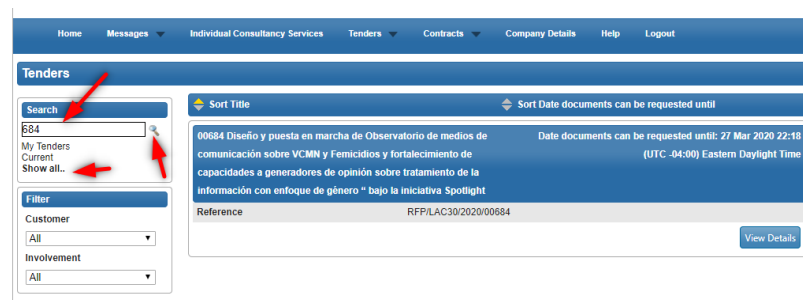 Home Messages Individual Consultancy Services Tenders Contracts Company Details Help Logout
Tenders
Search
684
My Tenders
Current
Show all..
Filter
Customer
All
Involvement
All
Sort Title Sort Date documents can be requested until
00684 Diseño y puesta en marcha de Observatorio de medios de
comunicación sobre VCMN y Femicidios y fortalecimiento de
capacidades a generadores de opinión sobre tratamiento de la
información con enfoque de género “ bajo la iniciativa Spotlight
Date documents can be requested until: 27 Mar 2020 22:18
(UTC -04:00) Eastern Daylight Time
Reference RFP/LAC30/2020/00684
View Details